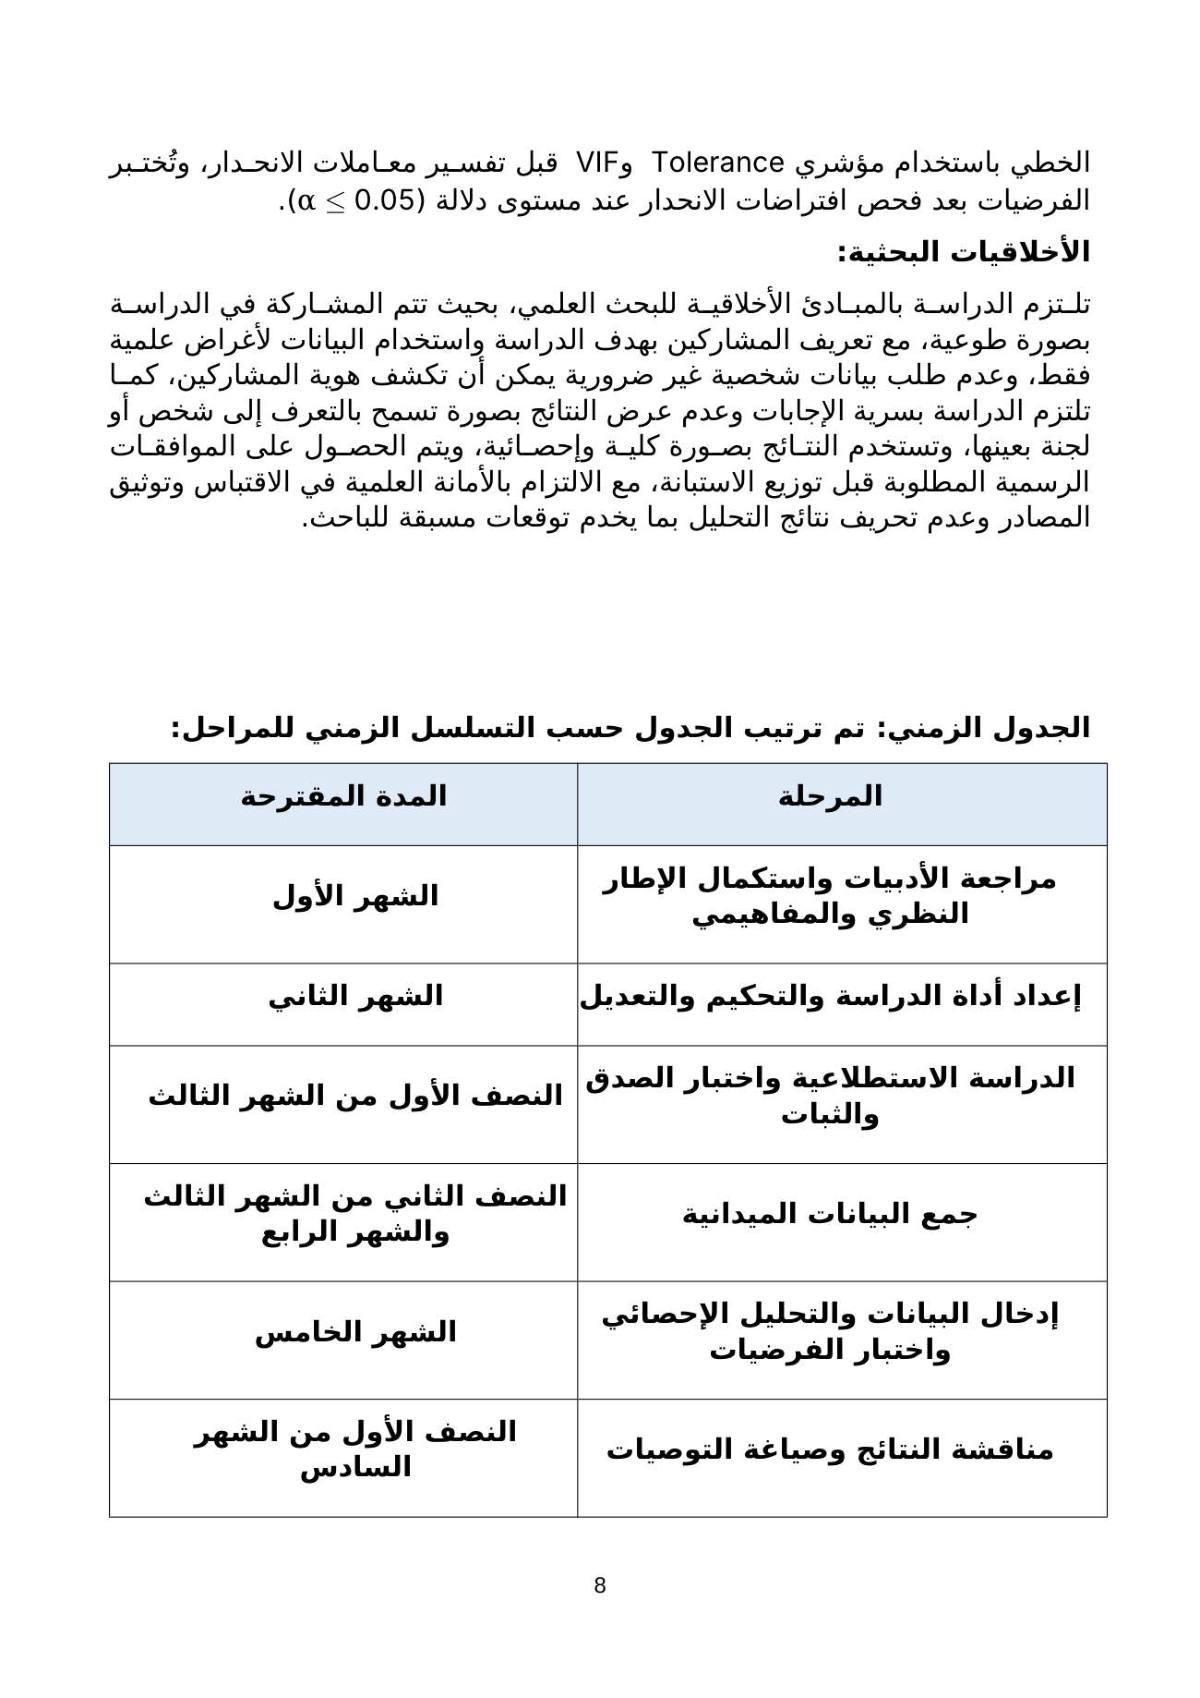 الخطي باستخدام مؤشري Tolerance وVIF قبل تفسير معاملات الانحدار، وتُختبر
الفرضيات بعد فحص افتراضات الانحدار عند مستوى دلالة (α ≤ 0.05).
الأخلاقيات البحثية:
تلتزم الدراسة بالمبادئ الأخلاقية للبحث العلمي، بحيث تتم المشاركة في الدراسة
بصورة طوعية، مع تعريف المشاركين بهدف الدراسة واستخدام البيانات لأغراض علمية
فقط، وعدم طلب بيانات شخصية غير ضرورية يمكن أن تكشف هوية المشاركين، كما
تلتزم الدراسة بسرية الإجابات وعدم عرض النتائج بصورة تسمح بالتعرف إلى شخص أو
لجنة بعينها، وتستخدم النتائج بصورة كلية وإحصائية، ويتم الحصول على الموافقات
الرسمية المطلوبة قبل توزيع الاستبانة، مع الالتزام بالأمانة العلمية في الاقتباس وتوثيق
المصادر وعدم تحريف نتائج التحليل بما يخدم توقعات مسبقة للباحث.
الجدول الزمني: تم ترتيب الجدول حسب التسلسل الزمني للمراحل:
المرحلة
المدة المقترحة
مراجعة الأدبيات واستكمال الإطار
النظري والمفاهيمي
الشهر الأول
إعداد أداة الدراسة والتحكيم والتعديل
الشهر الثاني
الدراسة الاستطلاعية واختبار الصدق
والثبات
النصف الأول من الشهر الثالث
جمع البيانات الميدانية
النصف الثاني من الشهر الثالث
والشهر الرابع
إدخال البيانات والتحليل الإحصائي
واختبار الفرضيات
الشهر الخامس
مناقشة النتائج وصياغة التوصيات
النصف الأول من الشهر
السادس
8